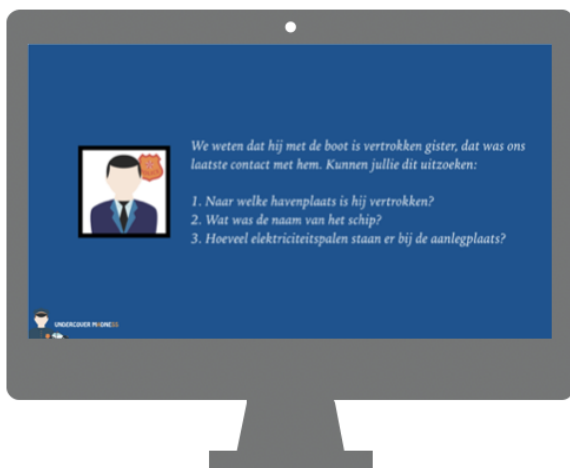 We weten dat hij met de boot is vertrokken gister, dat was ons
laatste contact met hem. Kunnen jullie dit uitzoeken:
1. Naar welke havenplaats is hij vertrokken?
2. Wat was de naam van het schip?
3. Hoeveel elektriciteitspalen staan er bij de aanlegplaats?
UNDERCOVER MADNESS